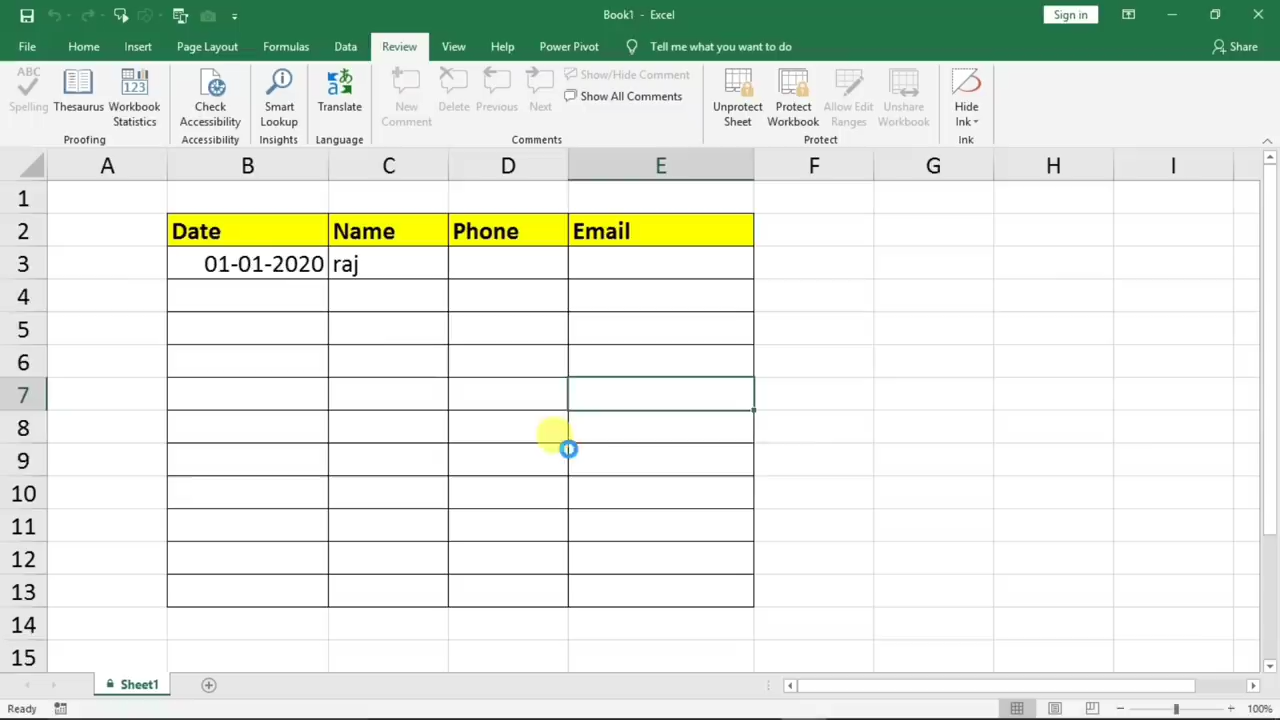 Book1 - Excel
Sign in
File Home Insert Page Layout Formulas Data Review View Help Power Pivot Tell me what you want to do Share
ABC
Spelling Thesaurus Workbook Statistics
Proofing
Check Accessibility
Accessibility
Smart Lookup
Insights
Translate
Language
New Comment Delete Previous Next
Show/Hide Comment
Show All Comments
Comments
Unprotect Sheet Protect Workbook Allow Edit Ranges Unshare Workbook
Protect
Hide Ink
Ink
A B C D E F G H I
1
2 Date Name Phone Email
3 01-01-2020 raj
4
5
6
7
8
9
10
11
12
13
14
15
Sheet1
Ready 100%